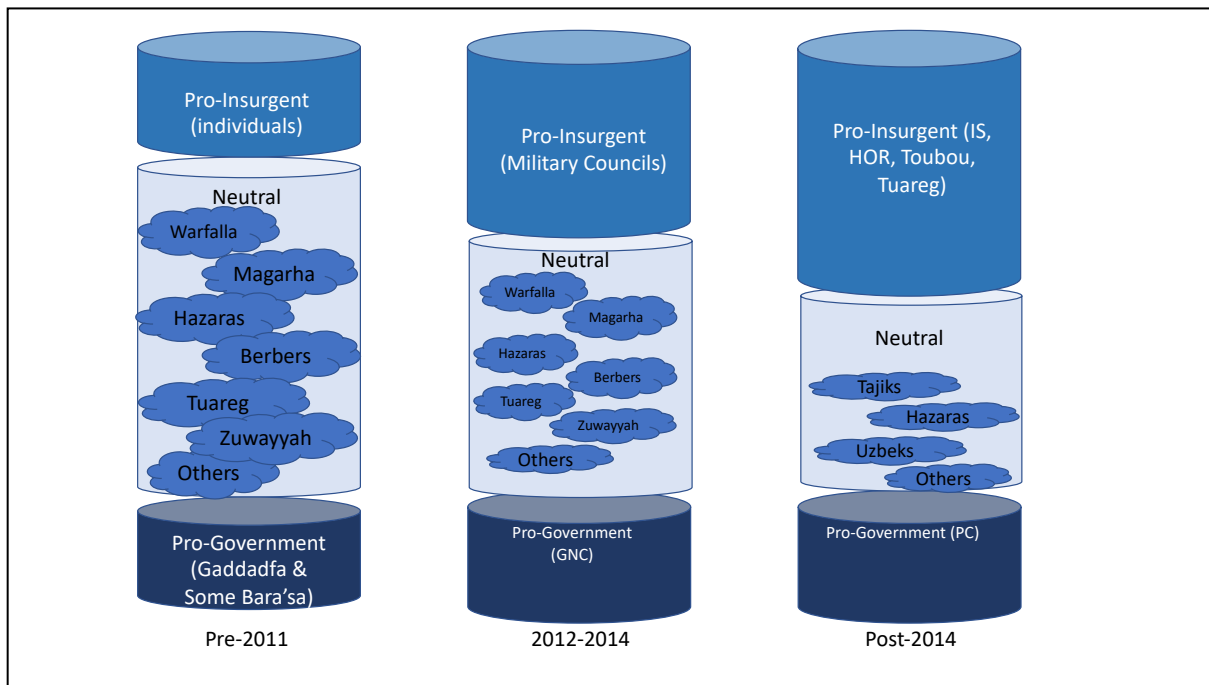 Pro-Insurgent
(individuals)
Neutral
Warfalla
Magarha
Hazaras
Berbers
Tuareg
Zuwayyah
Others
Pro-Government
(Gaddadfa &
Some Bara’sa)
Pre-2011
Pro-Insurgent
(Military Councils)
Neutral
Warfalla
Magarha
Hazaras
Berbers
Tuareg
Zuwayyah
Others
Pro-Government
(GNC)
2012-2014
Pro-Insurgent (IS,
HOR, Toubou,
Tuareg)
Neutral
Tajiks
Hazaras
Uzbeks
Others
Pro-Government (PC)
Post-2014